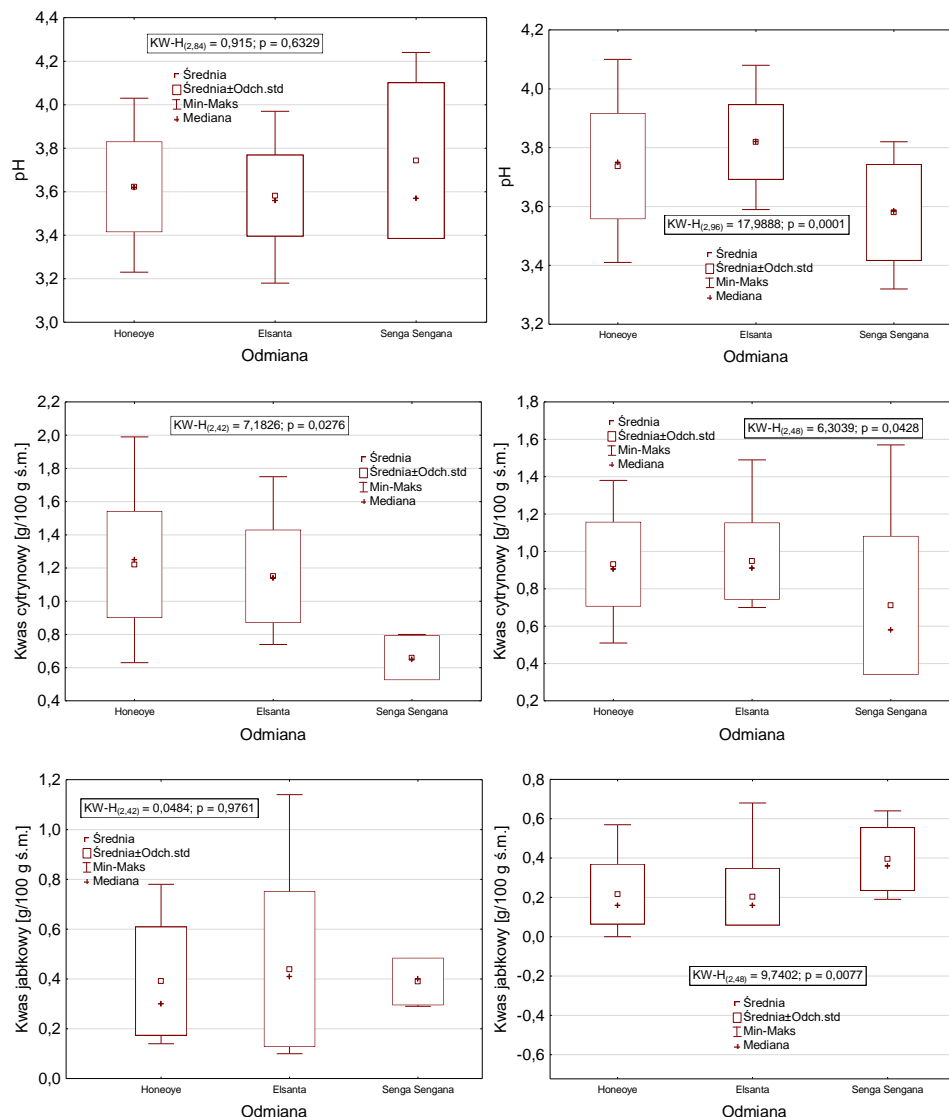 KW-H(2,84) = 0,915; p = 0,6329
Średnia
Średnia±Odch.std
Min-Maks
Mediana
pH
4,4
4,2
4,0
3,8
3,6
3,4
3,2
3,0
Honeoye Elsanta Senga Sengana
Odmiana
pH
4,2
4,0
3,8
3,6
3,4
3,2
KW-H(2,96) = 17,9888; p = 0,0001
Średnia
Średnia±Odch.std
Min-Maks
Mediana
Honeoye Elsanta Senga Sengana
Odmiana
Kwas cytrynowy [g/100 g ś.m.]
2,2
2,0
1,8
1,6
1,4
1,2
1,0
0,8
0,6
0,4
KW-H(2,42) = 7,1826; p = 0,0276
Średnia
Średnia±Odch.std
Min-Maks
Mediana
Honeoye Elsanta Senga Sengana
Odmiana
Kwas cytrynowy [g/100 g ś.m.]
1,8
1,6
1,4
1,2
1,0
0,8
0,6
0,4
0,2
KW-H(2,48) = 6,3039; p = 0,0428
Średnia
Średnia±Odch.std
Min-Maks
Mediana
Honeoye Elsanta Senga Sengana
Odmiana
Kwas jabłkowy [g/100 g ś.m.]
1,2
1,0
0,8
0,6
0,4
0,2
0,0
KW-H(2,42) = 0,0484; p = 0,9761
Średnia
Średnia±Odch.std
Min-Maks
Mediana
Honeoye Elsanta Senga Sengana
Odmiana
Kwas jabłkowy [g/100 g ś.m.]
0,8
0,6
0,4
0,2
0,0
-0,2
-0,4
-0,6
KW-H(2,48) = 9,7402; p = 0,0077
Średnia
Średnia±Odch.std
Min-Maks
Mediana
Honeoye Elsanta Senga Sengana
Odmiana